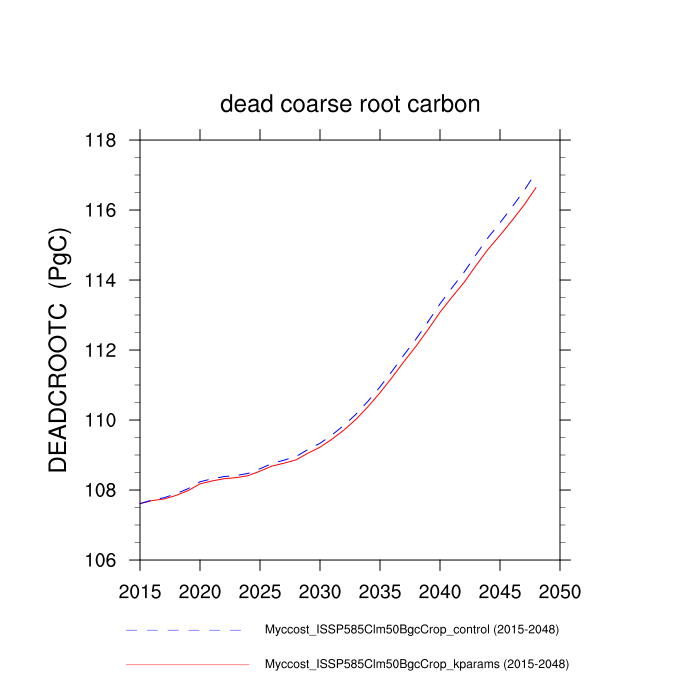 dead coarse root carbon
DEADCROOTC (PgC)
118
116
114
112
110
108
106
2015 2020 2025 2030 2035 2040 2045 2050
Myccost_ISSP585Clm50BgcCrop_control (2015-2048)
Myccost_ISSP585Clm50BgcCrop_kparams (2015-2048)